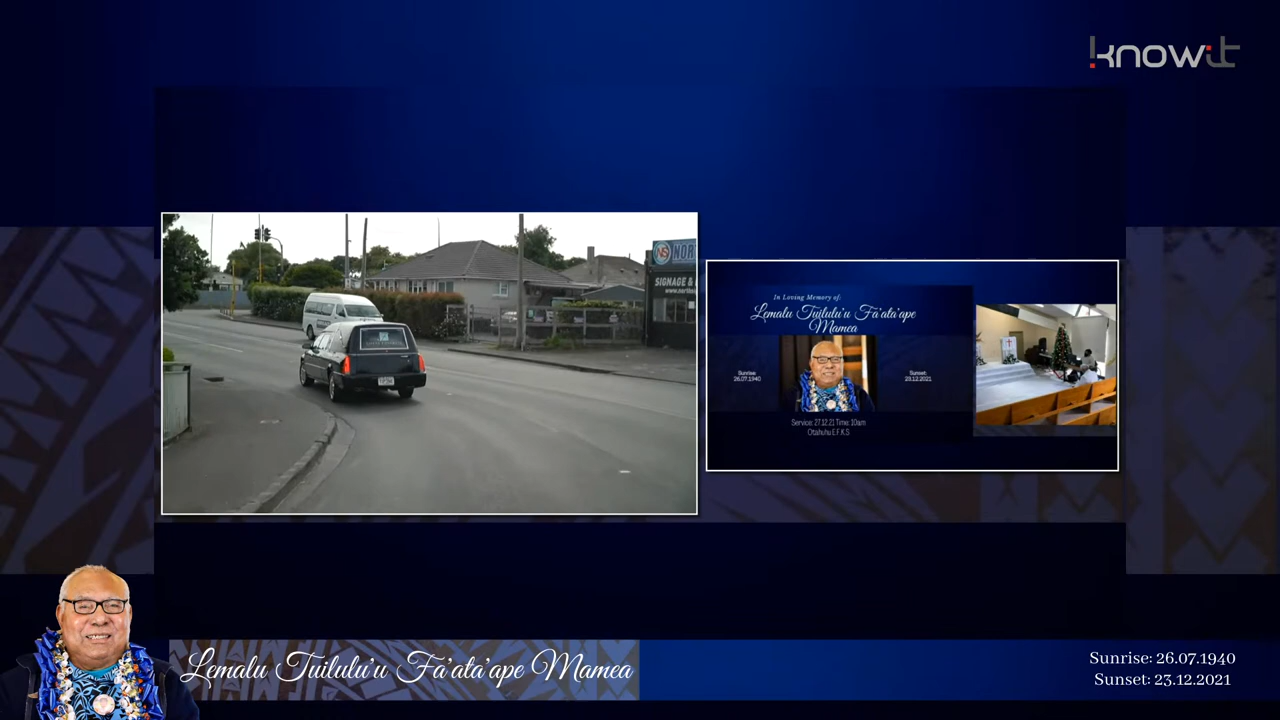 !knowit
NS NOR
SIGNAGE &
In Loving Memory of:
Lemalu Tuilulu'u Fa'ata'ape
Mamea
Sunrise:
26.07.1940
Sunset:
23.12.2021
Service: 27.12.21 Time: 10am
Otahuhu E.F.K.S
Lemalu Tuilulu'u Fa'ata'ape Mamea
Sunrise: 26.07.1940
Sunset: 23.12.2021